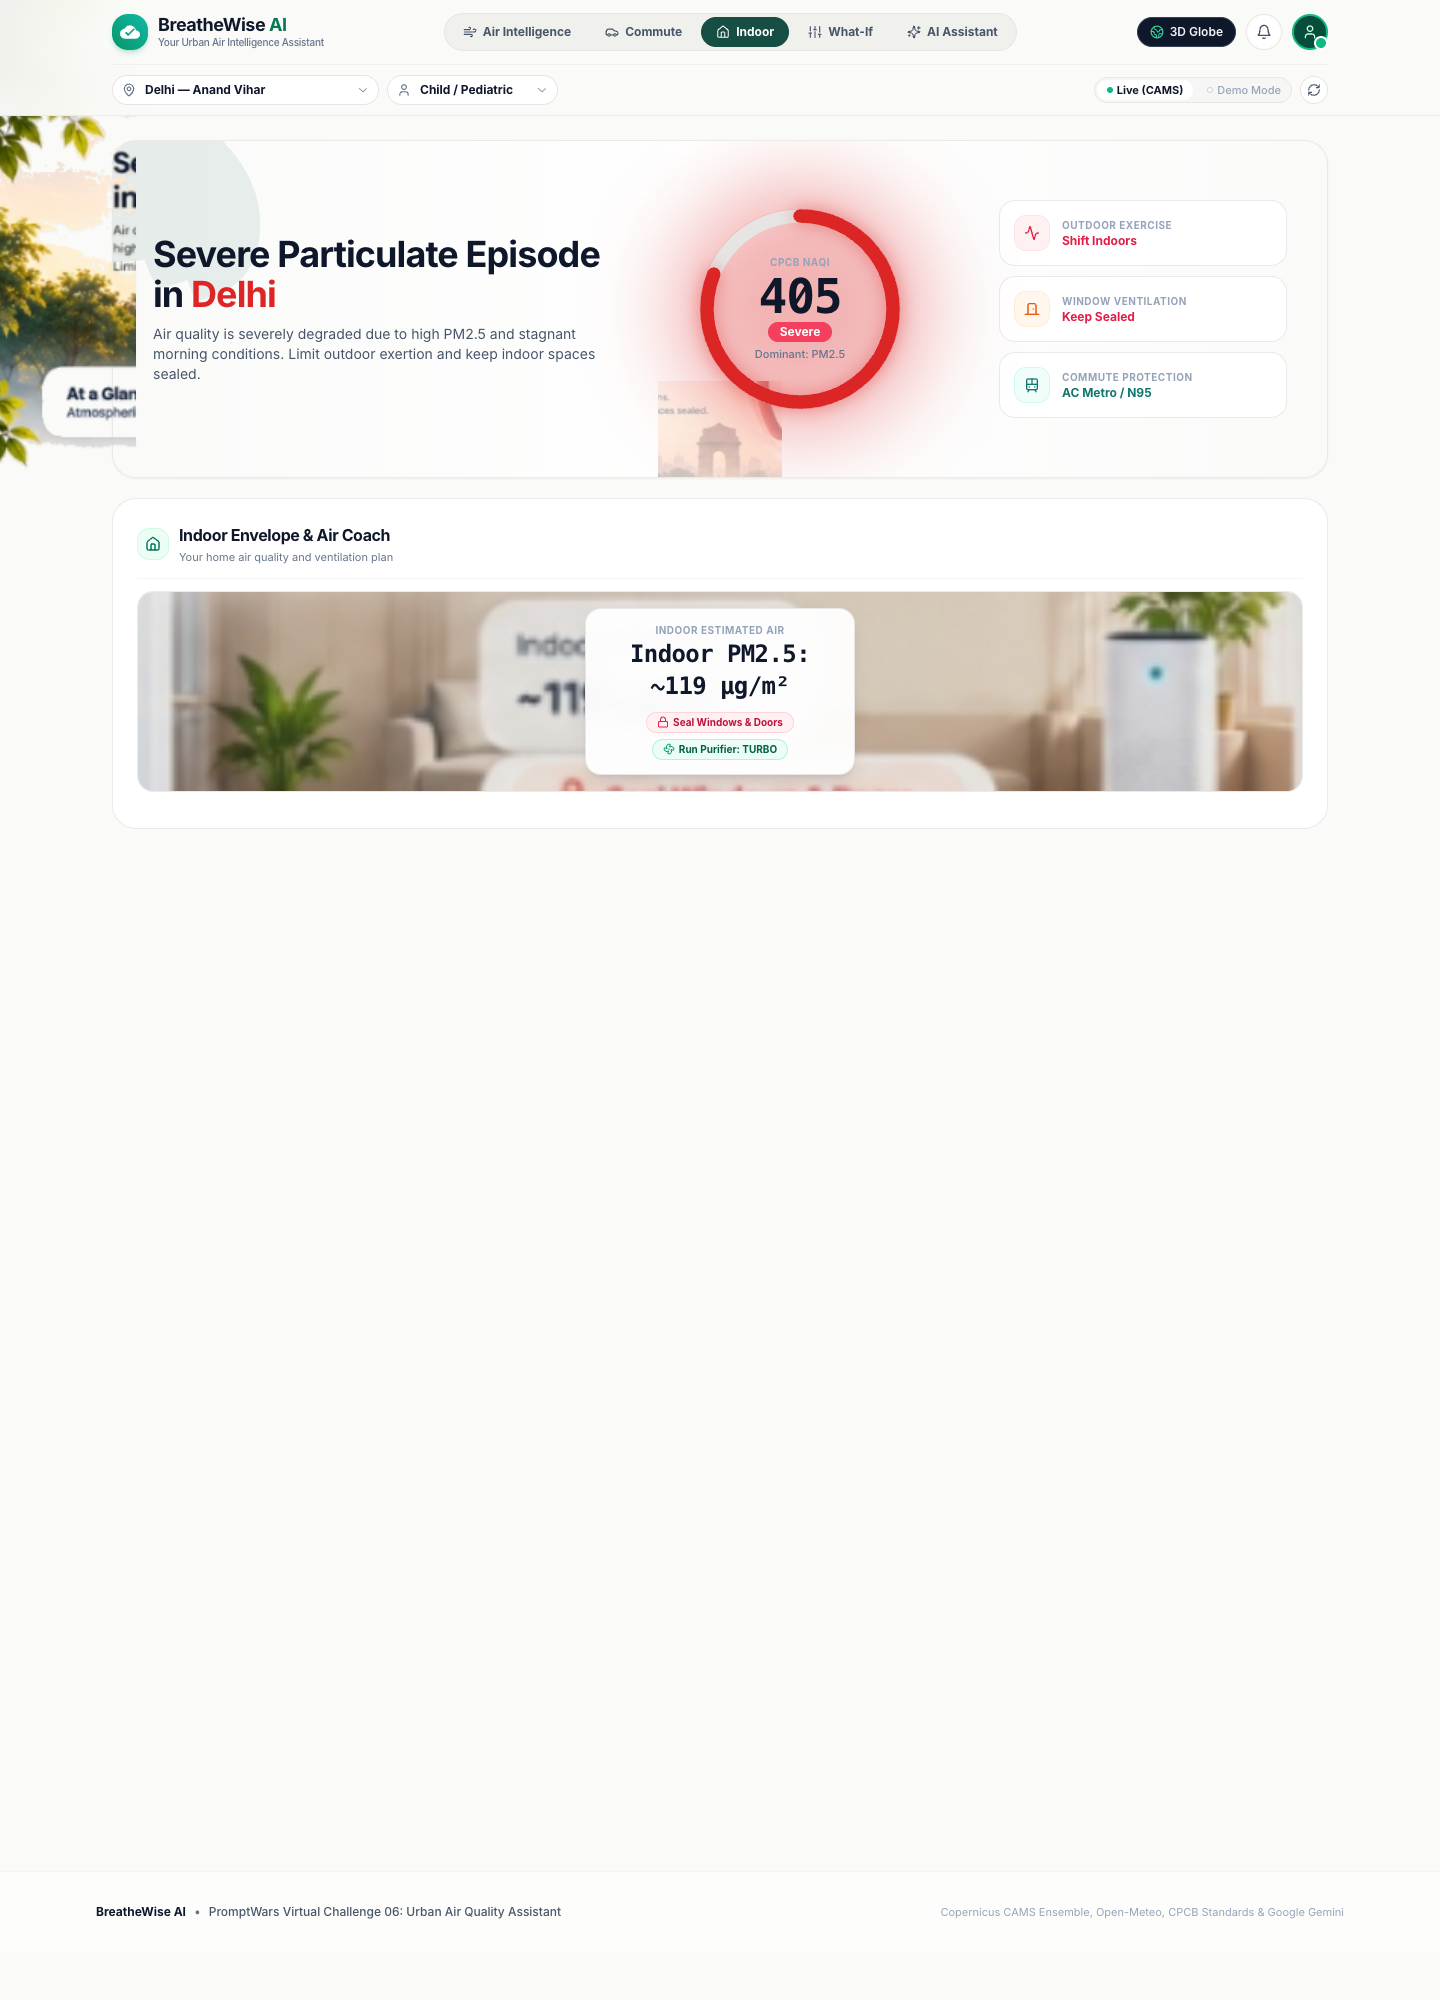 BreatheWise AI
Your Urban Air Intelligence Assistant
Air Intelligence
Commute
Indoor
What-If
AI Assistant
3D Globe
Delhi — Anand Vihar
Child / Pediatric
Live (CAMS)
Demo Mode
Severe Particulate Episode
in Delhi
Air quality is severely degraded due to high PM2.5 and stagnant
morning conditions. Limit outdoor exertion and keep indoor spaces
sealed.
At a Glan
Atmospheri
CPCB NAQI
405
Severe
Dominant: PM2.5
ns.
ces sealed.
OUTDOOR EXERCISE
Shift Indoors
WINDOW VENTILATION
Keep Sealed
COMMUTE PROTECTION
AC Metro / N95
Indoor Envelope & Air Coach
Your home air quality and ventilation plan
Indoo
~119
INDOOR ESTIMATED AIR
Indoor PM2.5:
~119 µg/m²
Seal Windows & Doors
Run Purifier: TURBO
BreatheWise AI • PromptWars Virtual Challenge 06: Urban Air Quality Assistant
Copernicus CAMS Ensemble, Open-Meteo, CPCB Standards & Google Gemini